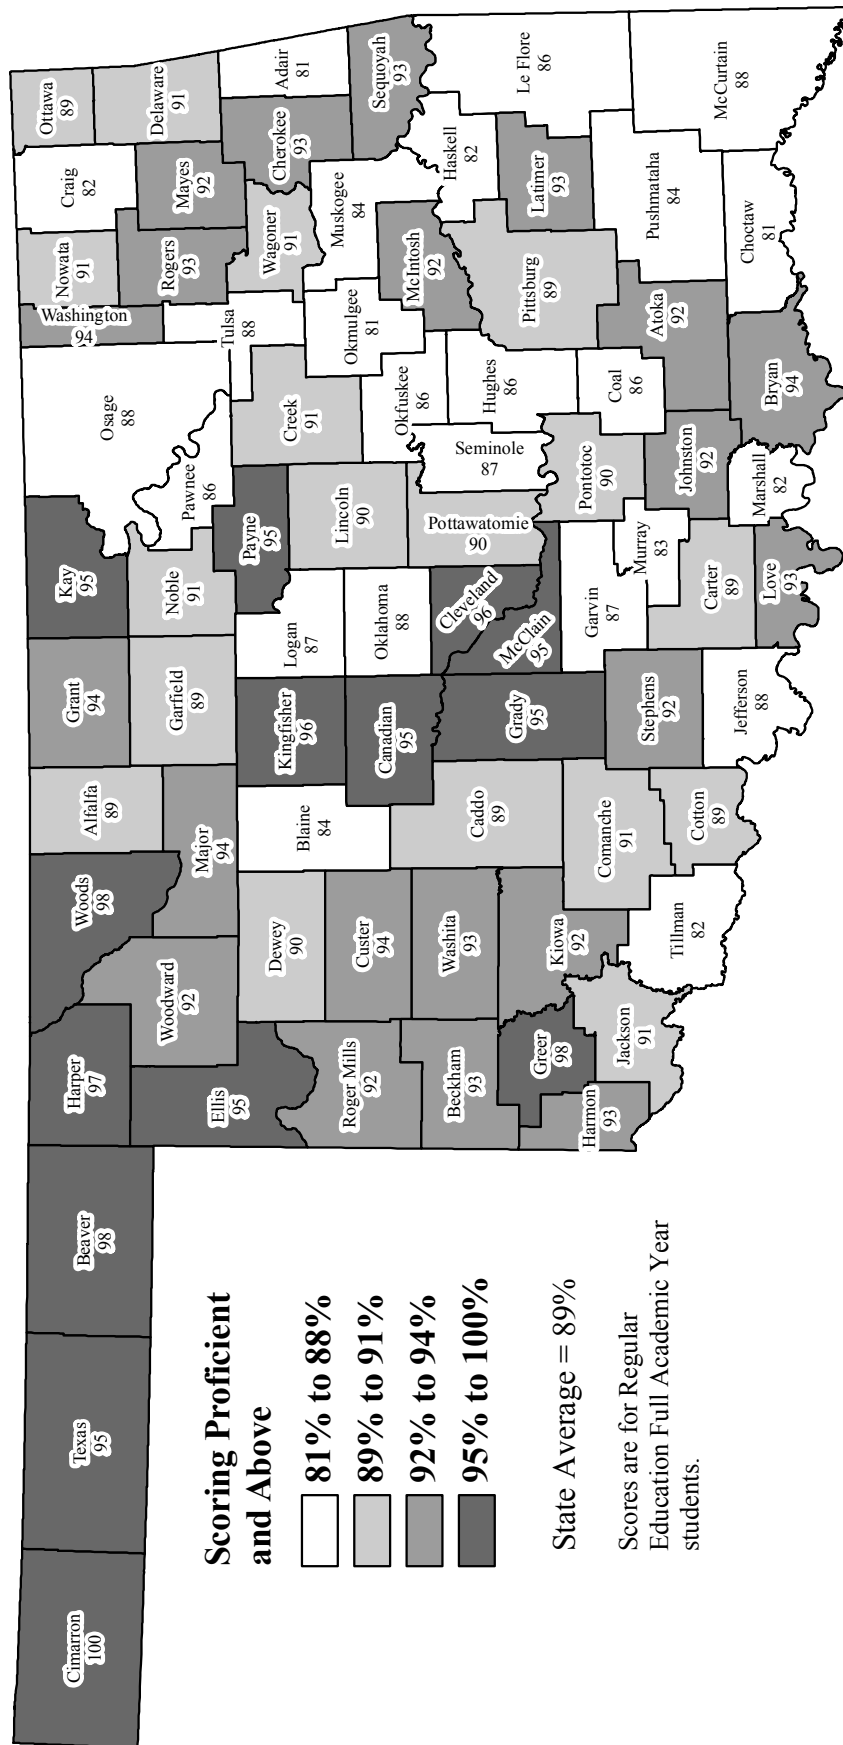 Cimarron
100
Texas
95
Beaver
98
Harper
97
Woods
98
Alfalfa
89
Grant
94
Kay
95
Osage
88
Washington
94
Nowata
91
Craig
82
Ottawa
89
Ellis
95
Woodward
92
Major
94
Garfield
89
Noble
91
Pawnee
86
Tulsa
88
Rogers
93
Mayes
92
Delaware
91
Roger Mills
92
Dewey
90
Blaine
84
Kingfisher
96
Logan
87
Payne
95
Creek
91
Wagoner
91
Cherokee
93
Adair
81
Custer
94
Canadian
95
Oklahoma
88
Lincoln
90
Okmulgee
81
Muskogee
84
Sequoyah
93
Beckham
93
Washita
93
Caddo
89
Grady
95
Cleveland
96
McClain
95
Pottawatomie
90
Seminole
87
Okfuskee
86
Hughes
86
McIntosh
92
Haskell
82
Le Flore
86
Greer
98
Kiowa
92
Harmon
93
Jackson
91
Comanche
91
Stephens
92
Garvin
87
Murray
83
Pontotoc
90
Coal
86
Pittsburg
89
Latimer
93
Tillman
82
Cotton
89
Jefferson
88
Carter
89
Love
93
Johnston
92
Marshall
82
Atoka
92
Bryan
94
Pushmataha
84
Choctaw
81
McCurtain
88
Scoring Proficient
and Above
81% to 88%
89% to 91%
92% to 94%
95% to 100%
State Average = 89%
Scores are for Regular
Education Full Academic Year
students.